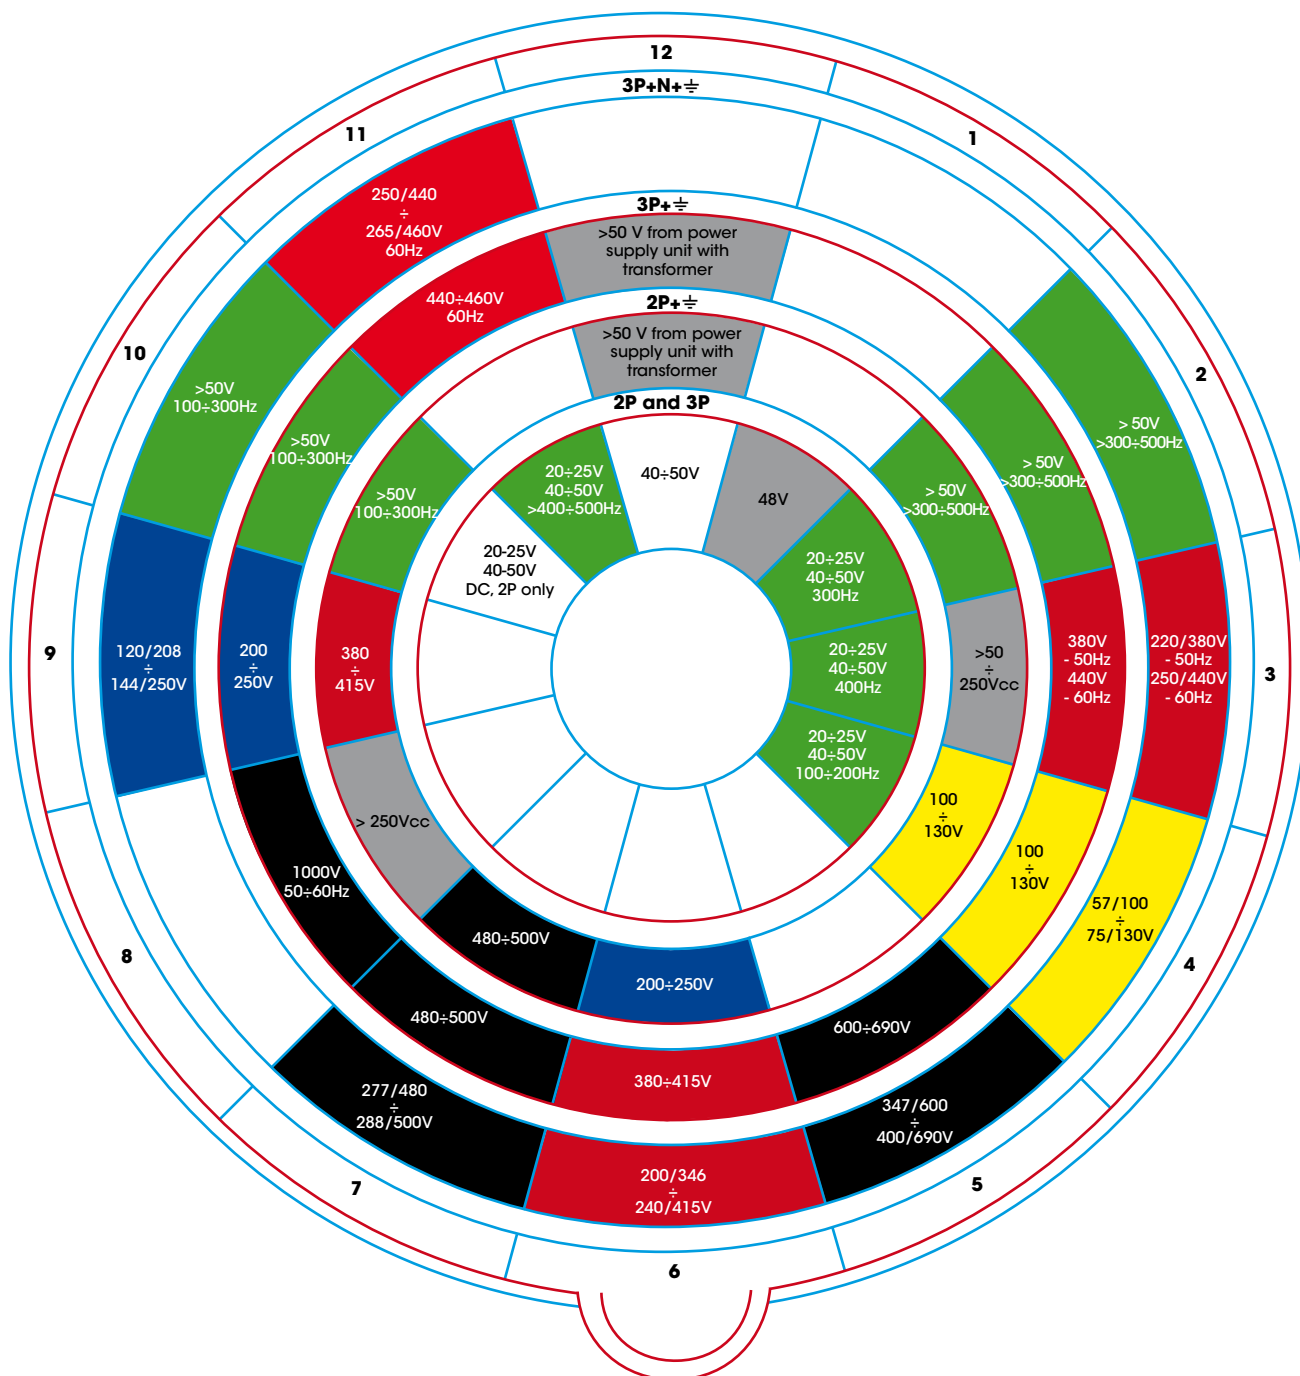 12
3P+N+⏚
11
1
250/440
÷
265/460V
60Hz
3P+⏚
>50 V from power
supply unit with
transformer
440÷460V
60Hz
2P+⏚
>50 V from power
supply unit with
transformer
10
2
>50V
100÷300Hz
2P and 3P
> 50V
>300÷500Hz
>50V
100÷300Hz
> 50V
>300÷500Hz
>50V
100÷300Hz
20÷25V
40÷50V
>400÷500Hz
40÷50V
48V
> 50V
>300÷500Hz
20-25V
40-50V
DC, 2P only
20÷25V
40÷50V
300Hz
9
120/208
÷
144/250V
200
÷
250V
380
÷
415V
20÷25V
40÷50V
400Hz
>50
÷
250Vcc
380V
- 50Hz
440V
- 60Hz
220/380V
- 50Hz
250/440V
- 60Hz
3
20÷25V
40÷50V
100÷200Hz
> 250Vcc
100
÷
130V
1000V
50÷60Hz
100
÷
130V
57/100
÷
75/130V
8
4
480÷500V
200÷250V
480÷500V
600÷690V
380÷415V
277/480
÷
288/500V
347/600
÷
400/690V
200/346
÷
240/415V
7
5
6